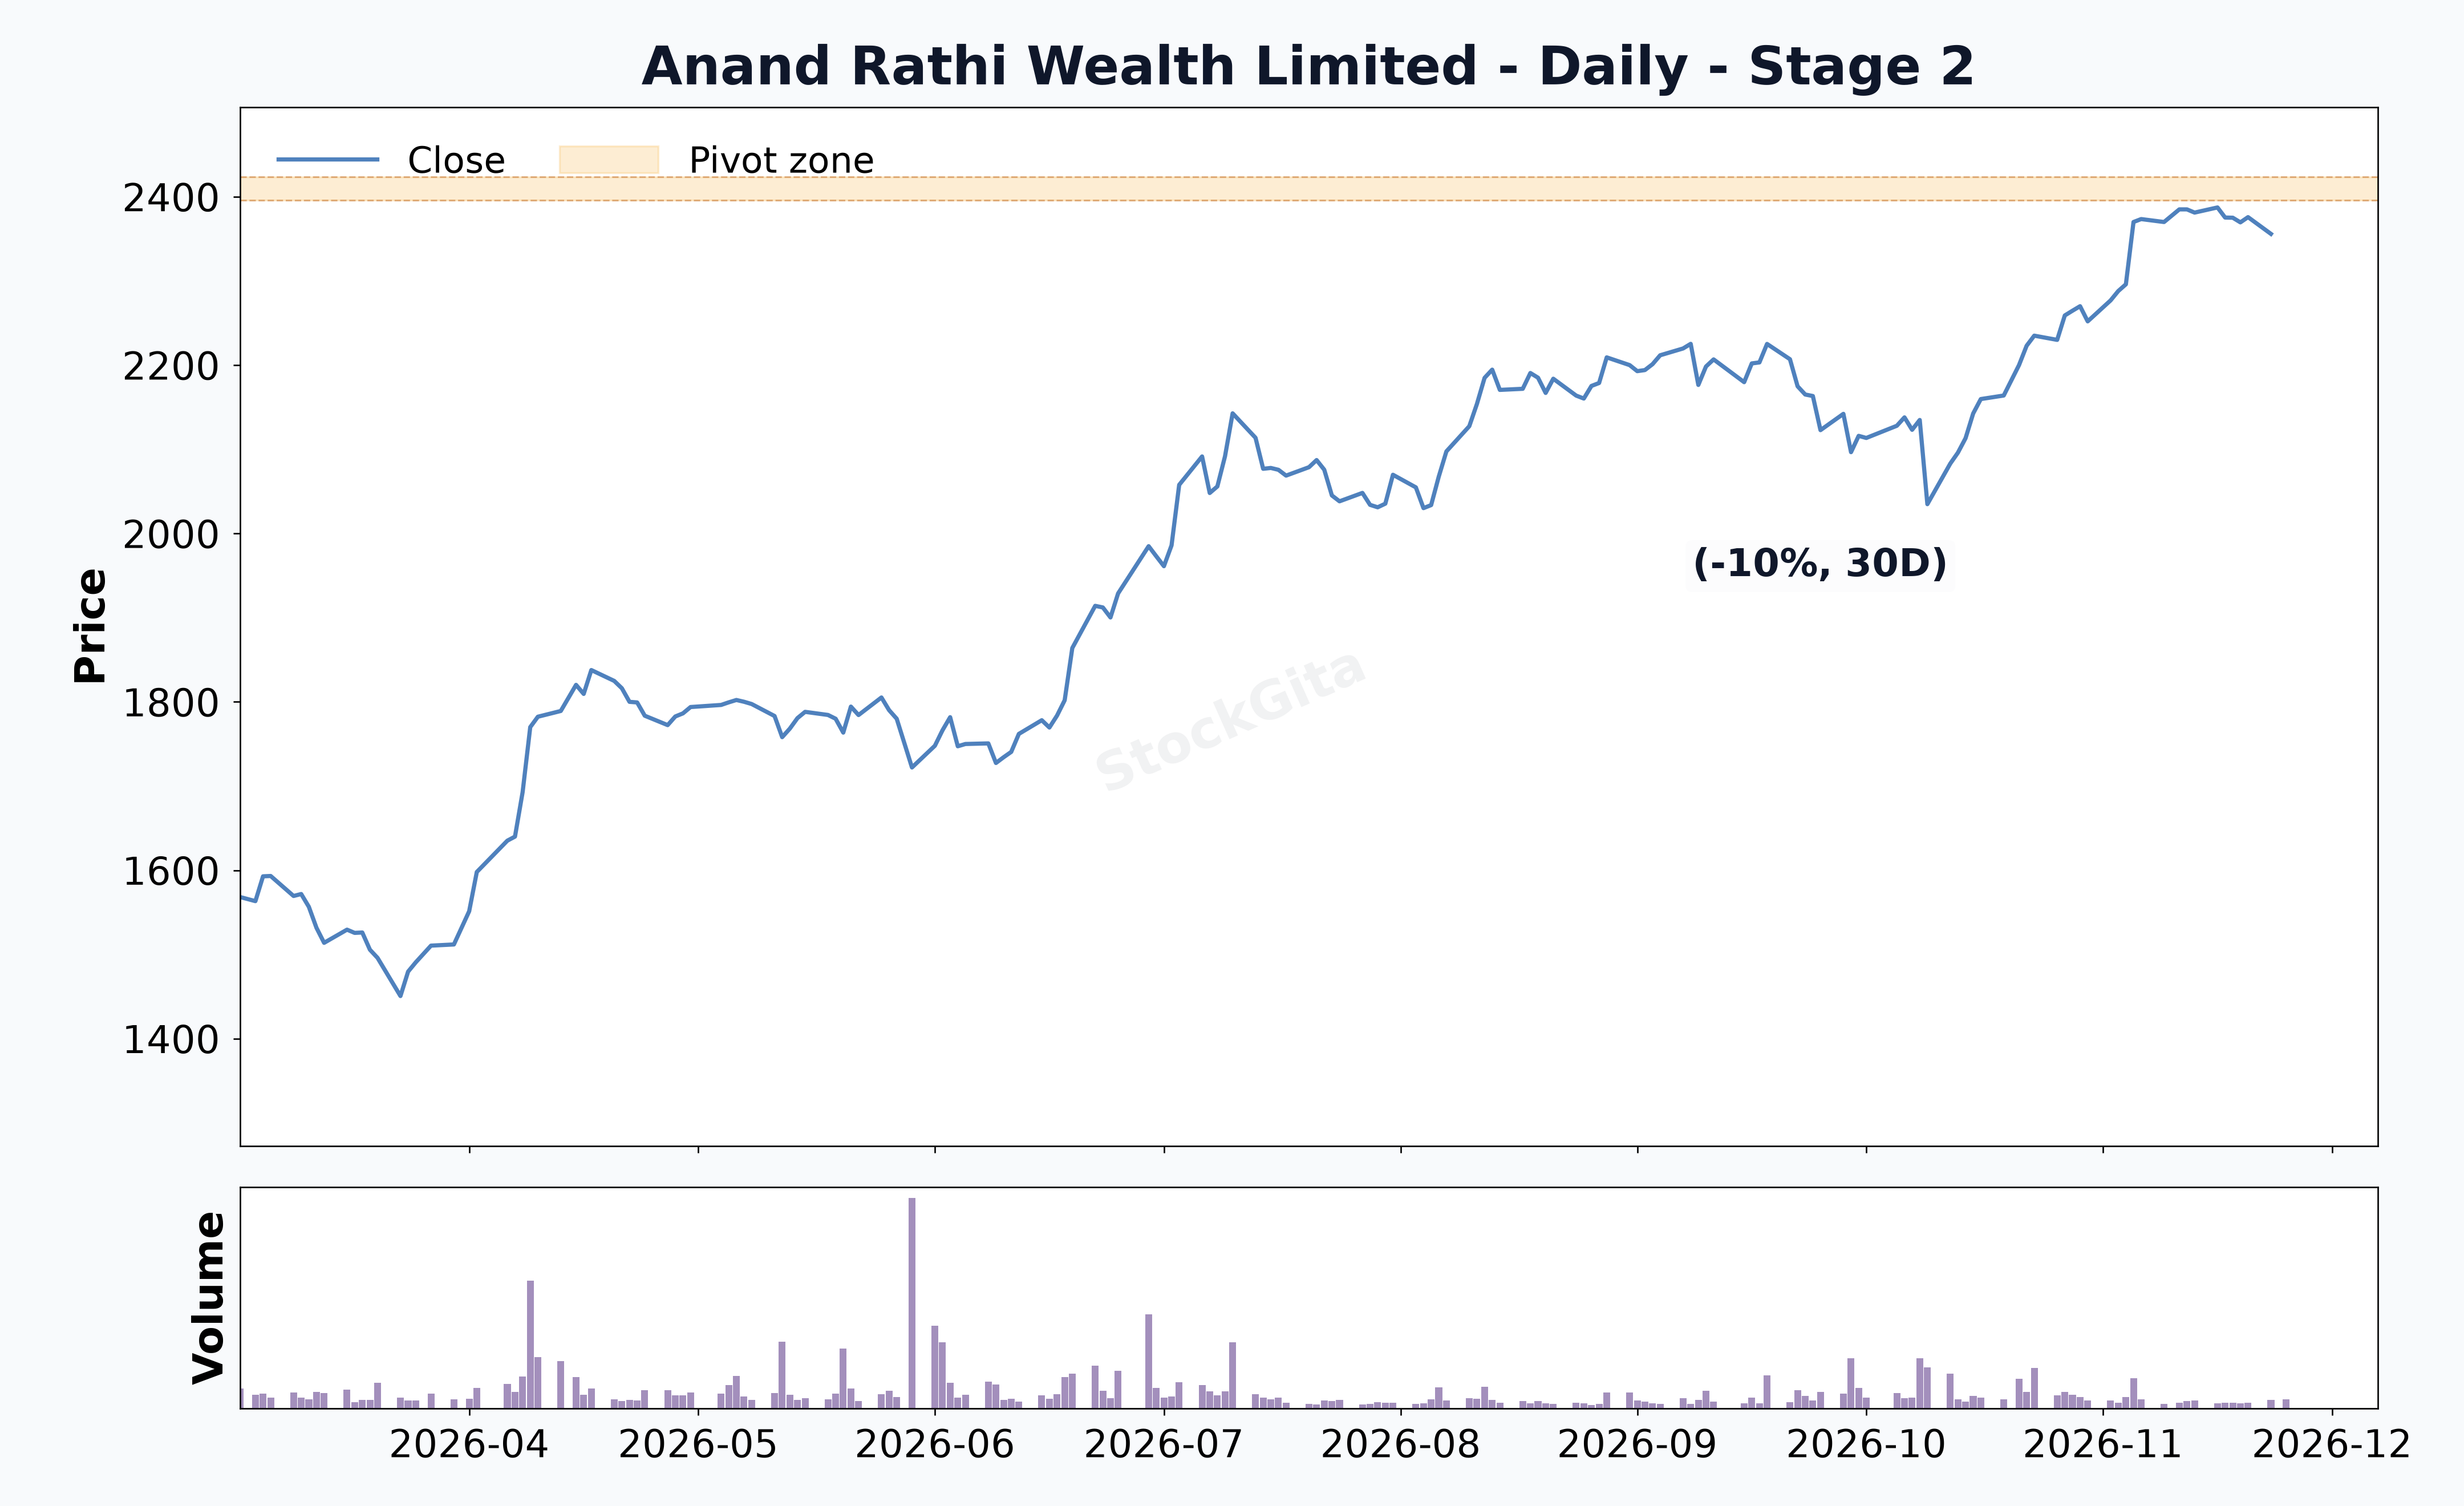 Anand Rathi Wealth Limited - Daily - Stage 2
Close
Pivot zone
2400
2200
2000
1800
1600
1400
Price
(-10%, 30D)
StockGita
Volume
2026-04
2026-05
2026-06
2026-07
2026-08
2026-09
2026-10
2026-11
2026-12